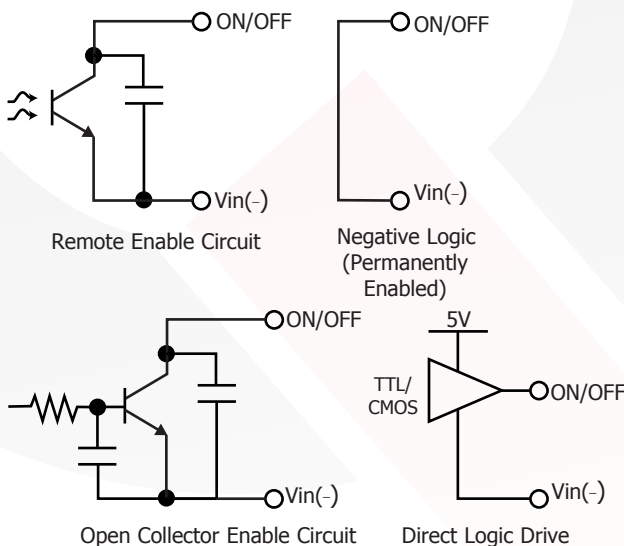 ON/OFF
Vin(-)
Remote Enable Circuit
ON/OFF
Vin(-)
Negative Logic
(Permanently
Enabled)
ON/OFF
Vin(-)
Open Collector Enable Circuit
5V
TTL/
CMOS
ON/OFF
Vin(-)
Direct Logic Drive